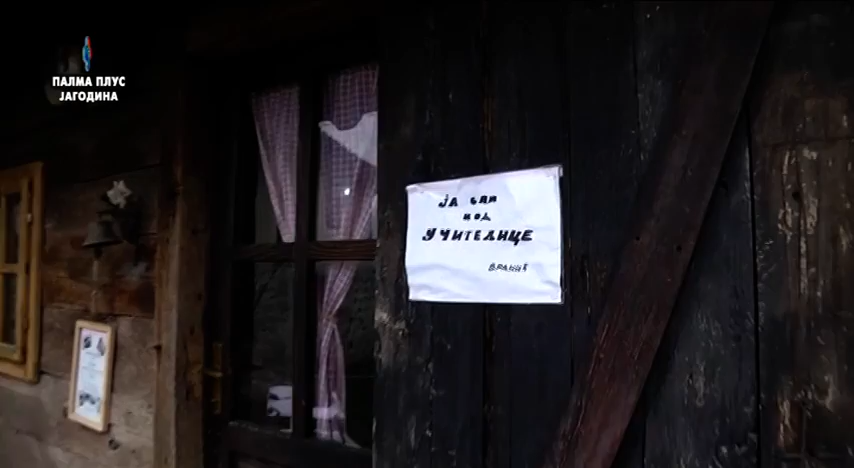 ПАЛМА ПЛУС
ЈАГОДИНА
ЈА САМ
КОД
УЧИТЕЉИЦЕ